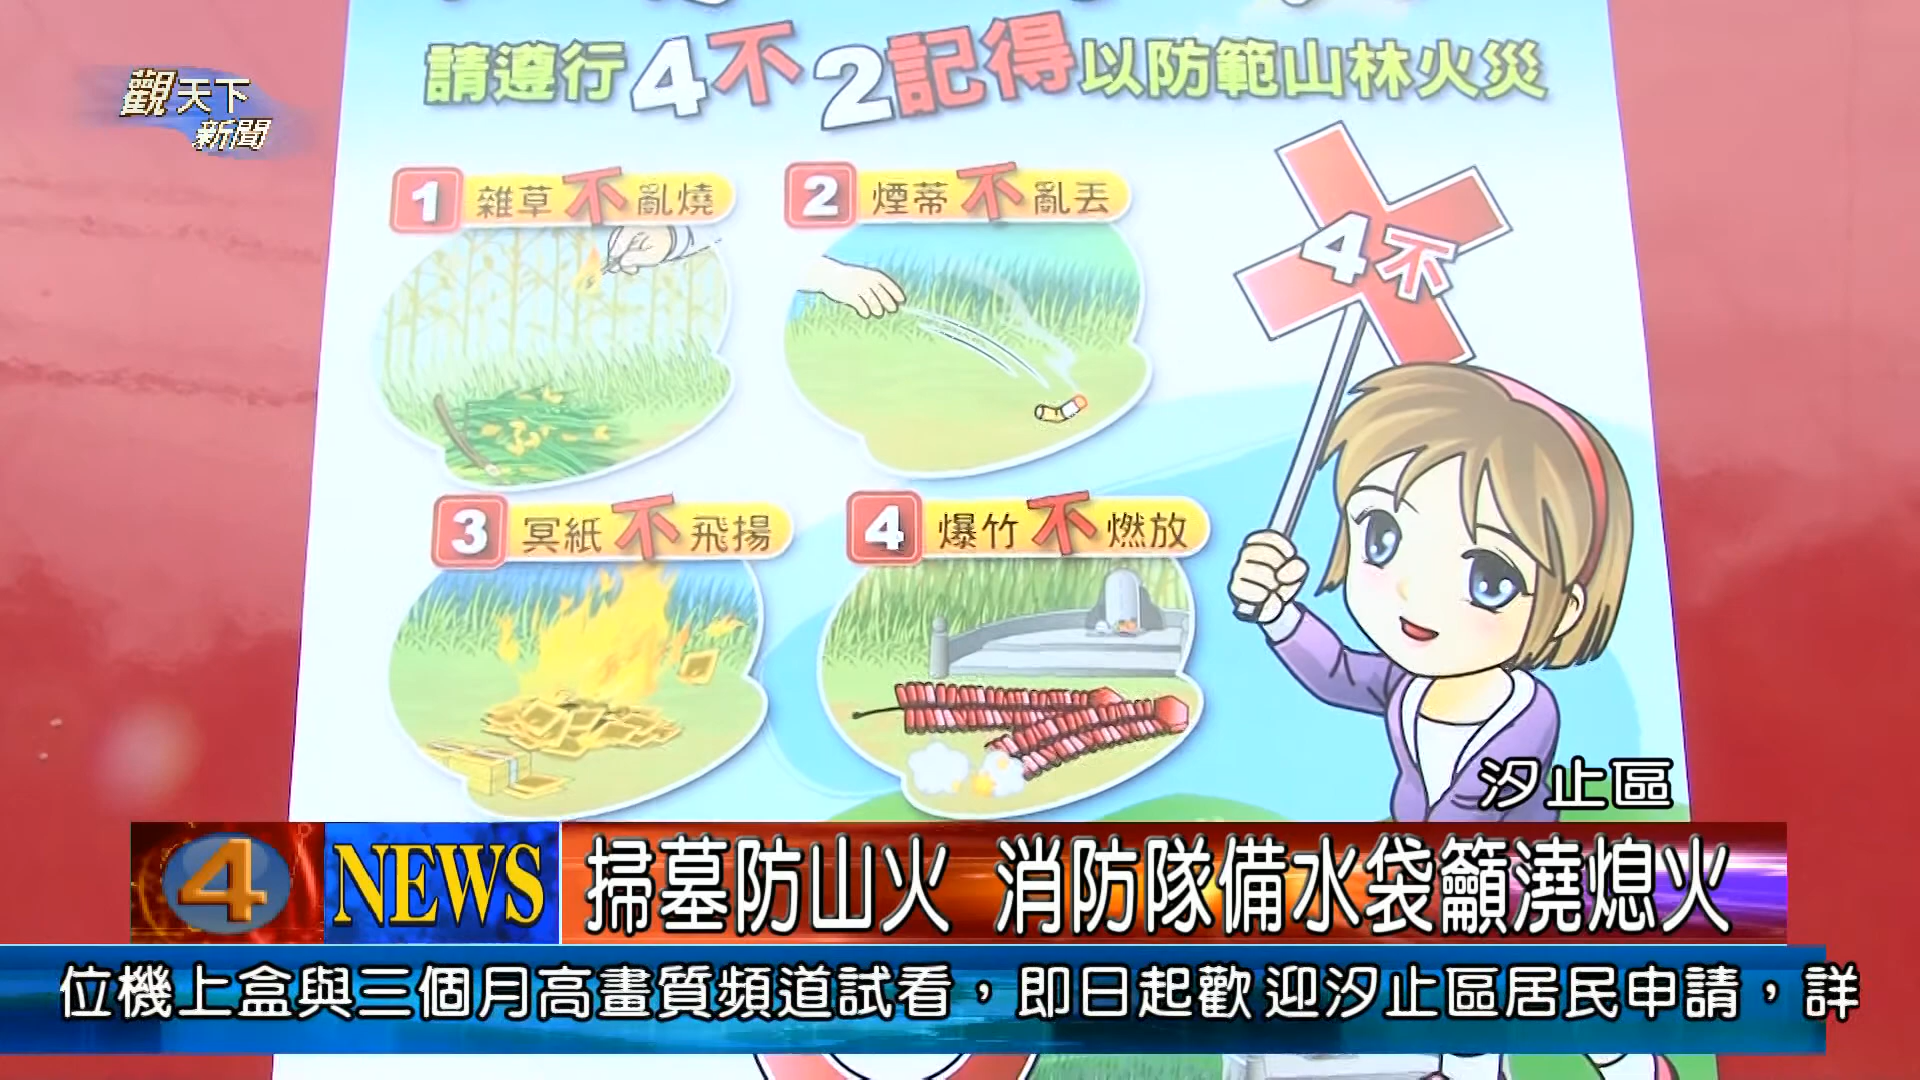 請遵行4不2記得以防範山林火災
觀天下
新聞
1 雜草不亂燒
2 煙蒂不亂丟
4不
3 冥紙不飛揚
4 爆竹不燃放
汐止區
4 NEWS 掃墓防山火 消防隊備水袋籲澆熄火
位機上盒與三個月高畫質頻道試看，即日起歡迎汐止區居民申請，詳